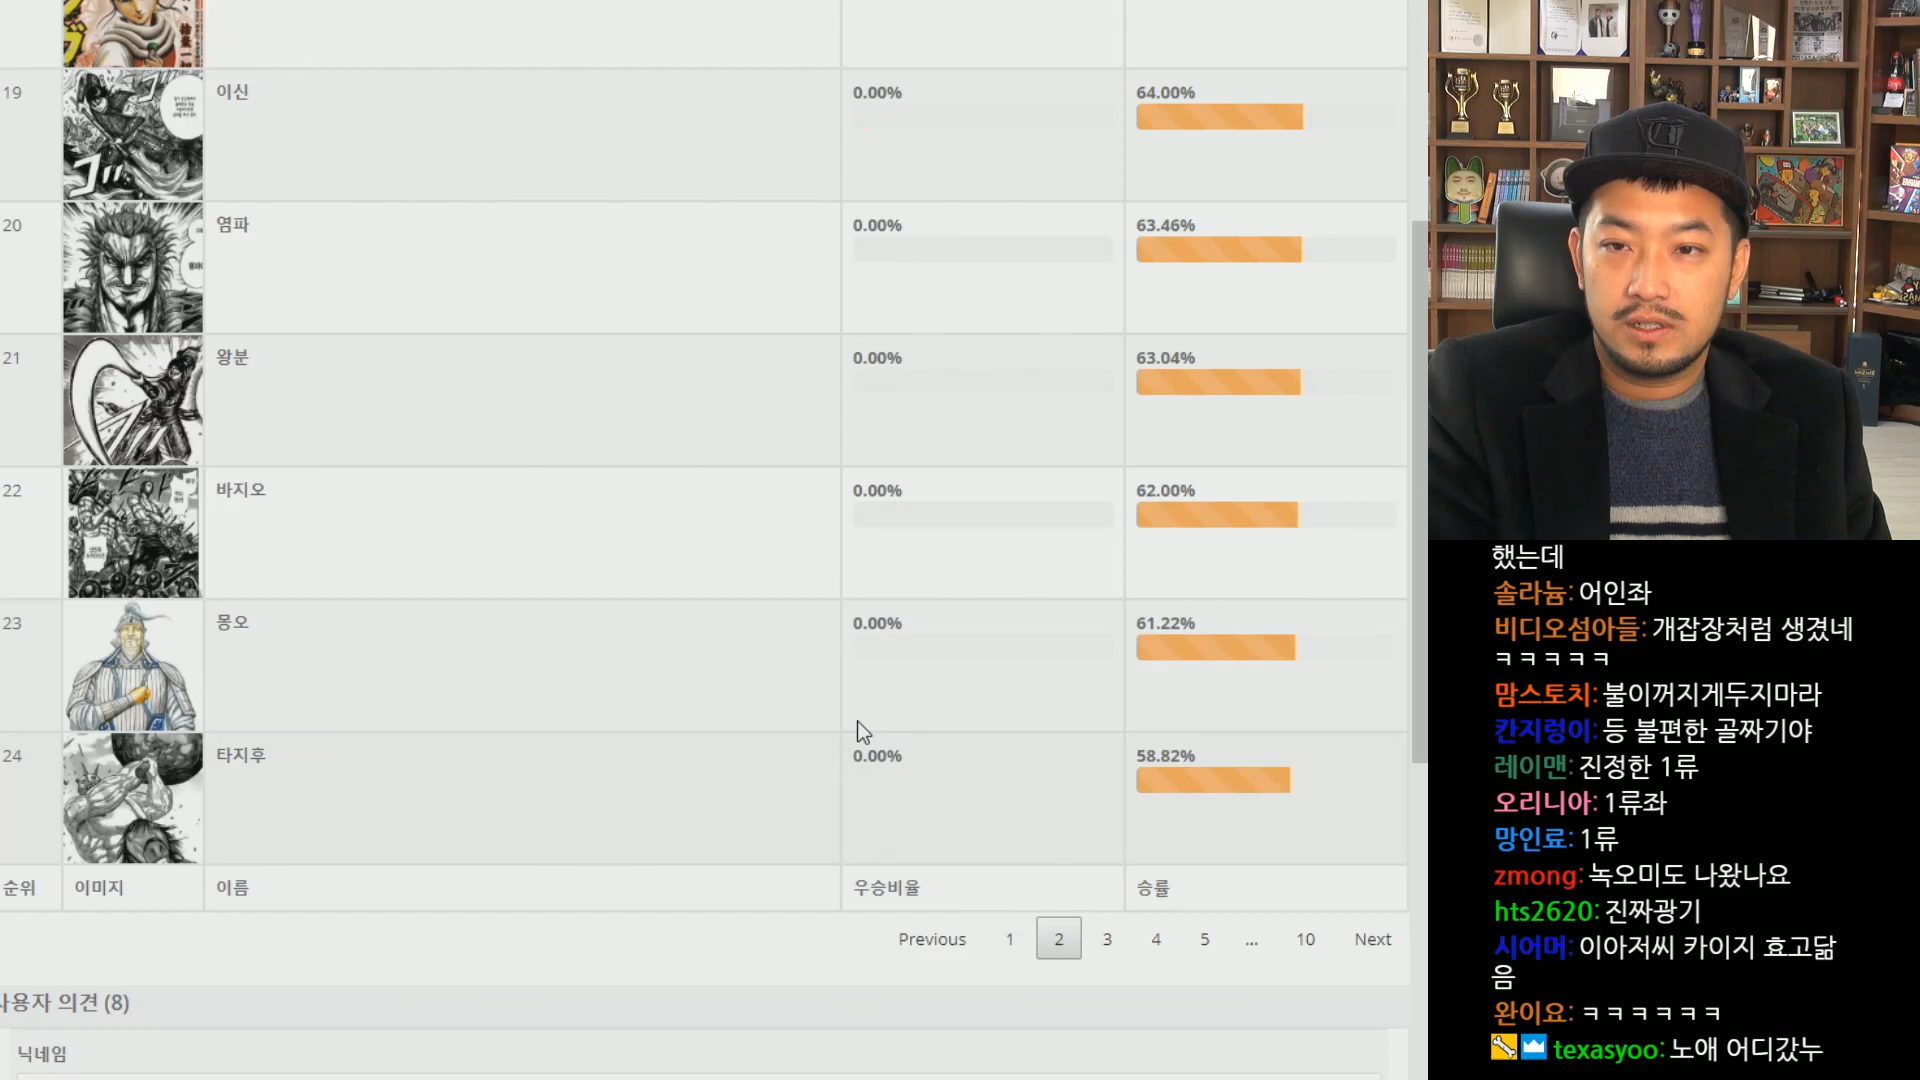 19 이신 0.00% 64.00%
20 염파 0.00% 63.46%
21 왕분 0.00% 63.04%
22 바지오 0.00% 62.00%
23 몽오 0.00% 61.22%
24 타지후 0.00% 58.82%
순위 이미지 이름 우승비율 승률
Previous 1 2 3 4 5 ... 10 Next
사용자 의견 (8)
닉네임
했는데
솔라늄: 어인좌
비디오섬아들: 개잡장처럼 생겼네
ㅋㅋㅋㅋㅋ
맘스토치: 불이꺼지게두지마라
칸지렁이: 등 불편한 골짜기야
레이맨: 진정한 1류
오리니아: 1류좌
망인료: 1류
zmong: 녹오미도 나왔나요
hts2620: 진짜광기
시어머: 이아저씨 카이지 효고닮
음
완이요: ㅋㅋㅋㅋㅋㅋ
texasyoo: 노애 어디갔누